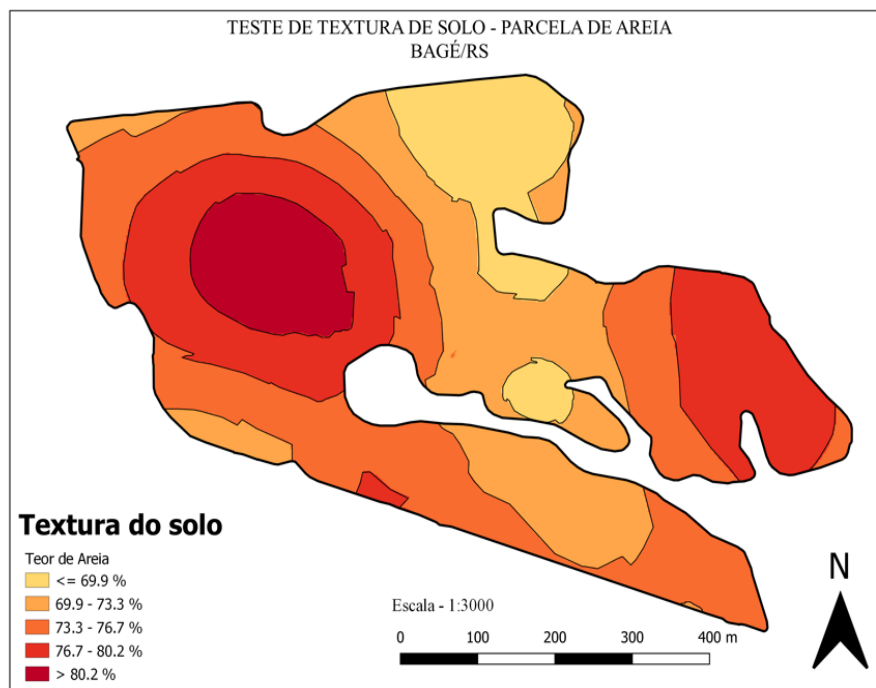 TESTE DE TEXTURA DE SOLO - PARCELA DE AREIA
BAGÉ/RS
Textura do solo
Teor de Areia
<= 69.9 %
69.9 - 73.3 %
73.3 - 76.7 %
76.7 - 80.2 %
> 80.2 %
Escala - 1:3000
0 100 200 300 400 m
N